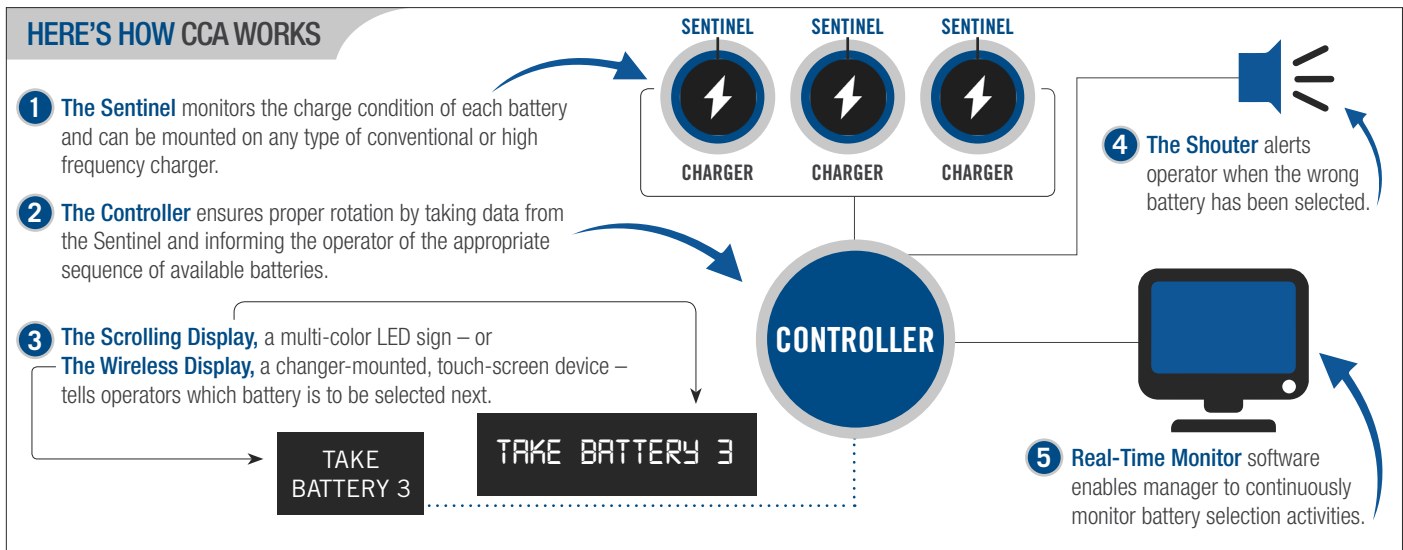 HERE'S HOW CCA WORKS
SENTINEL
SENTINEL
SENTINEL
CHARGER
CHARGER
CHARGER
1 The Sentinel monitors the charge condition of each battery
and can be mounted on any type of conventional or high
frequency charger.
2 The Controller ensures proper rotation by taking data from
the Sentinel and informing the operator of the appropriate
sequence of available batteries.
3 The Scrolling Display, a multi-color LED sign – or
The Wireless Display, a changer-mounted, touch-screen device –
tells operators which battery is to be selected next.
TAKE
BATTERY 3
TAKE BATTERY 3
CONTROLLER
4 The Shouter alerts
operator when the wrong
battery has been selected.
5 Real-Time Monitor software
enables manager to continuously
monitor battery selection activities.